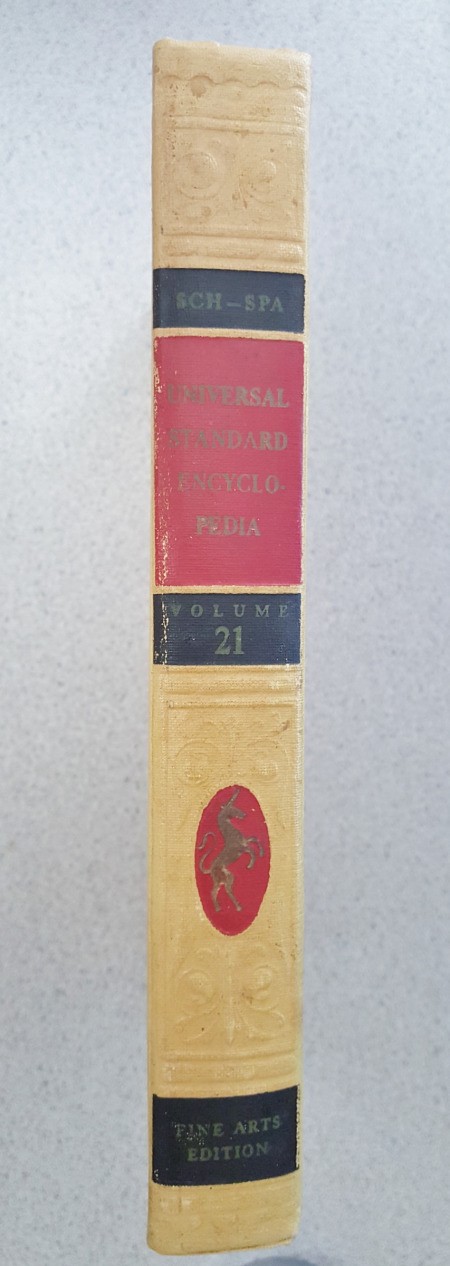 SCH-SPA
UNIVERSAL
STANDARD
ENCYCLO-
PEDIA
VOLUME
21
FINE ARTS
EDITION